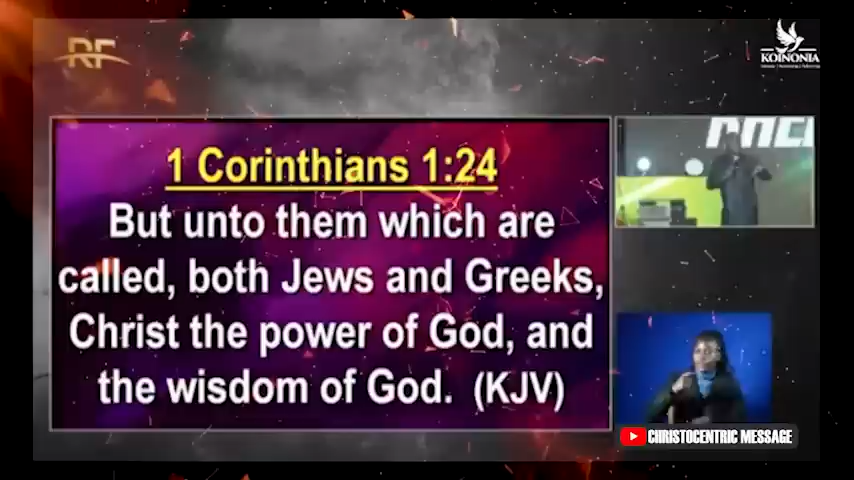 RF
KOINONIA
1 Corinthians 1:24
But unto them which are
called, both Jews and Greeks,
Christ the power of God, and
the wisdom of God. (KJV)
CHRISTOCENTRIC MESSAGE